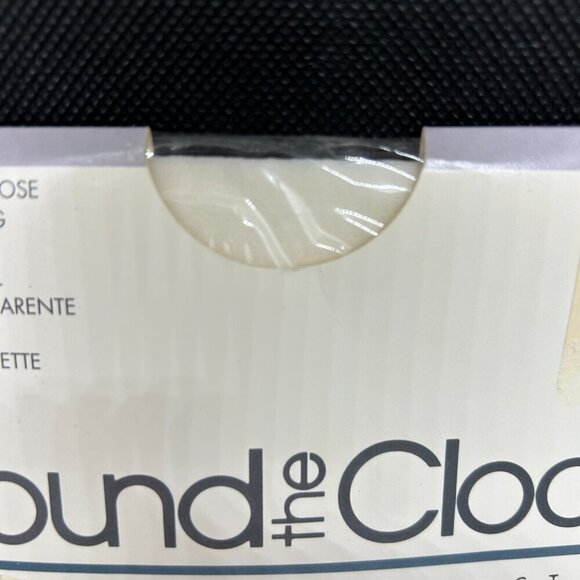 OSE
G
ARENTE
ETTE
ound the Cloc